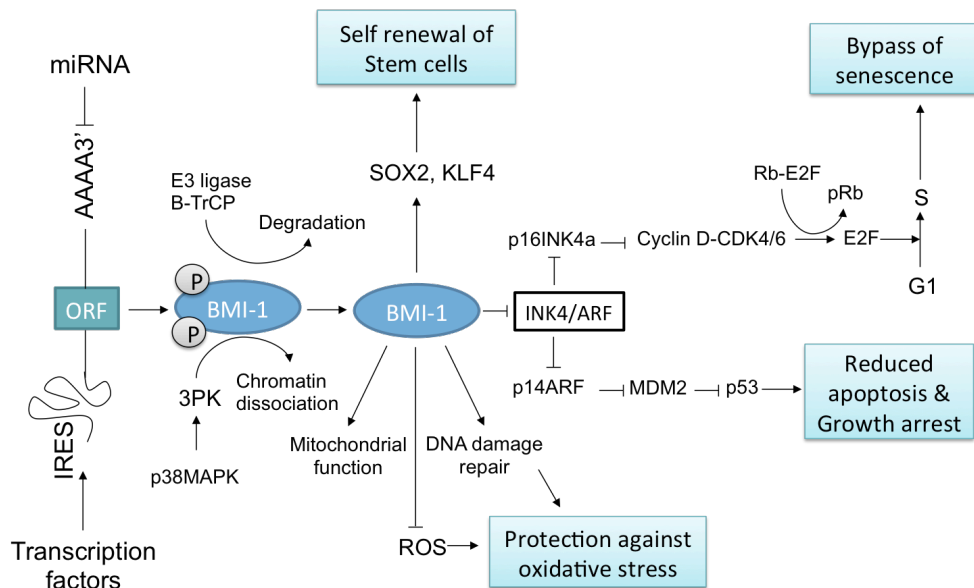 miRNA
AAAA3'
ORF
IRES
Transcription
factors
E3 ligase
B-TrCP
Degradation
P
P
BMI-1
3PK
Chromatin
dissociation
p38MAPK
Self renewal of
Stem cells
SOX2, KLF4
BMI-1
Mitochondrial
function
DNA damage
repair
ROS
Protection against
oxidative stress
INK4/ARF
p16INK4a
Cyclin D-CDK4/6
Rb-E2F
pRb
E2F
S
G1
Bypass of
senescence
p14ARF
MDM2
p53
Reduced
apoptosis &
Growth arrest